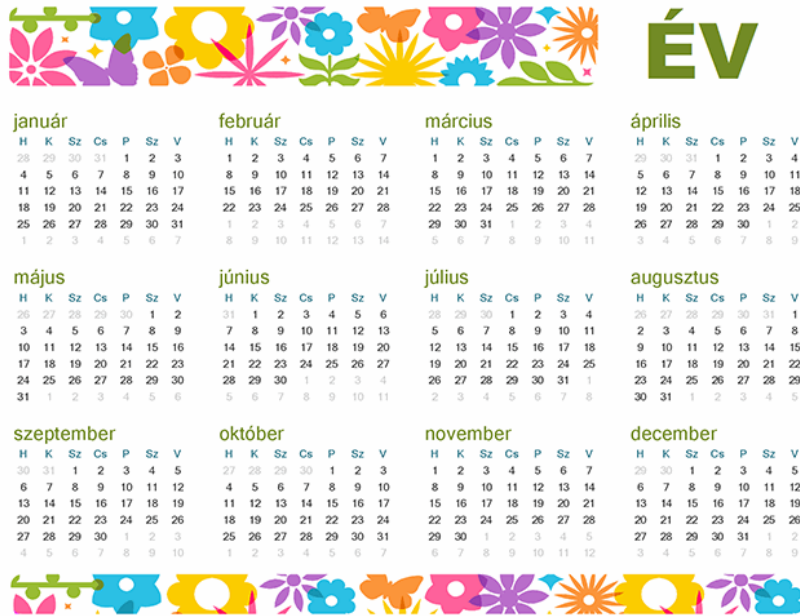 ÉV
január
H K Sz Cs P Sz V
28 29 30 31 1 2 3
4 5 6 7 8 9 10
11 12 13 14 15 16 17
18 19 20 21 22 23 24
25 26 27 28 29 30 31
1 2 3 4 5 6 7
február
H K Sz Cs P Sz V
1 2 3 4 5 6 7
8 9 10 11 12 13 14
15 16 17 18 19 20 21
22 23 24 25 26 27 28
1 2 3 4 5 6 7
8 9 10 11 12 13 14
március
H K Sz Cs P Sz V
1 2 3 4 5 6 7
8 9 10 11 12 13 14
15 16 17 18 19 20 21
22 23 24 25 26 27 28
29 30 31 1 2 3 4
5 6 7 8 9 10 11
április
H K Sz Cs P Sz V
29 30 31 1 2 3 4
5 6 7 8 9 10 11
12 13 14 15 16 17 18
19 20 21 22 23 24 25
26 27 28 29 30 1 2
3 4 5 6 7 8 9
május
H K Sz Cs P Sz V
26 27 28 29 30 1 2
3 4 5 6 7 8 9
10 11 12 13 14 15 16
17 18 19 20 21 22 23
24 25 26 27 28 29 30
31 1 2 3 4 5 6
június
H K Sz Cs P Sz V
31 1 2 3 4 5 6
7 8 9 10 11 12 13
14 15 16 17 18 19 20
21 22 23 24 25 26 27
28 29 30 1 2 3 4
5 6 7 8 9 10 11
július
H K Sz Cs P Sz V
28 29 30 1 2 3 4
5 6 7 8 9 10 11
12 13 14 15 16 17 18
19 20 21 22 23 24 25
26 27 28 29 30 31 1
2 3 4 5 6 7 8
augusztus
H K Sz Cs P Sz V
26 27 28 29 30 31 1
2 3 4 5 6 7 8
9 10 11 12 13 14 15
16 17 18 19 20 21 22
23 24 25 26 27 28 29
30 31 1 2 3 4 5
szeptember
H K Sz Cs P Sz V
30 31 1 2 3 4 5
6 7 8 9 10 11 12
13 14 15 16 17 18 19
20 21 22 23 24 25 26
27 28 29 30 1 2 3
4 5 6 7 8 9 10
október
H K Sz Cs P Sz V
27 28 29 30 1 2 3
4 5 6 7 8 9 10
11 12 13 14 15 16 17
18 19 20 21 22 23 24
25 26 27 28 29 30 31
1 2 3 4 5 6 7
november
H K Sz Cs P Sz V
1 2 3 4 5 6 7
8 9 10 11 12 13 14
15 16 17 18 19 20 21
22 23 24 25 26 27 28
29 30 1 2 3 4 5
6 7 8 9 10 11 12
december
H K Sz Cs P Sz V
29 30 1 2 3 4 5
6 7 8 9 10 11 12
13 14 15 16 17 18 19
20 21 22 23 24 25 26
27 28 29 30 31 1 2
3 4 5 6 7 8 9